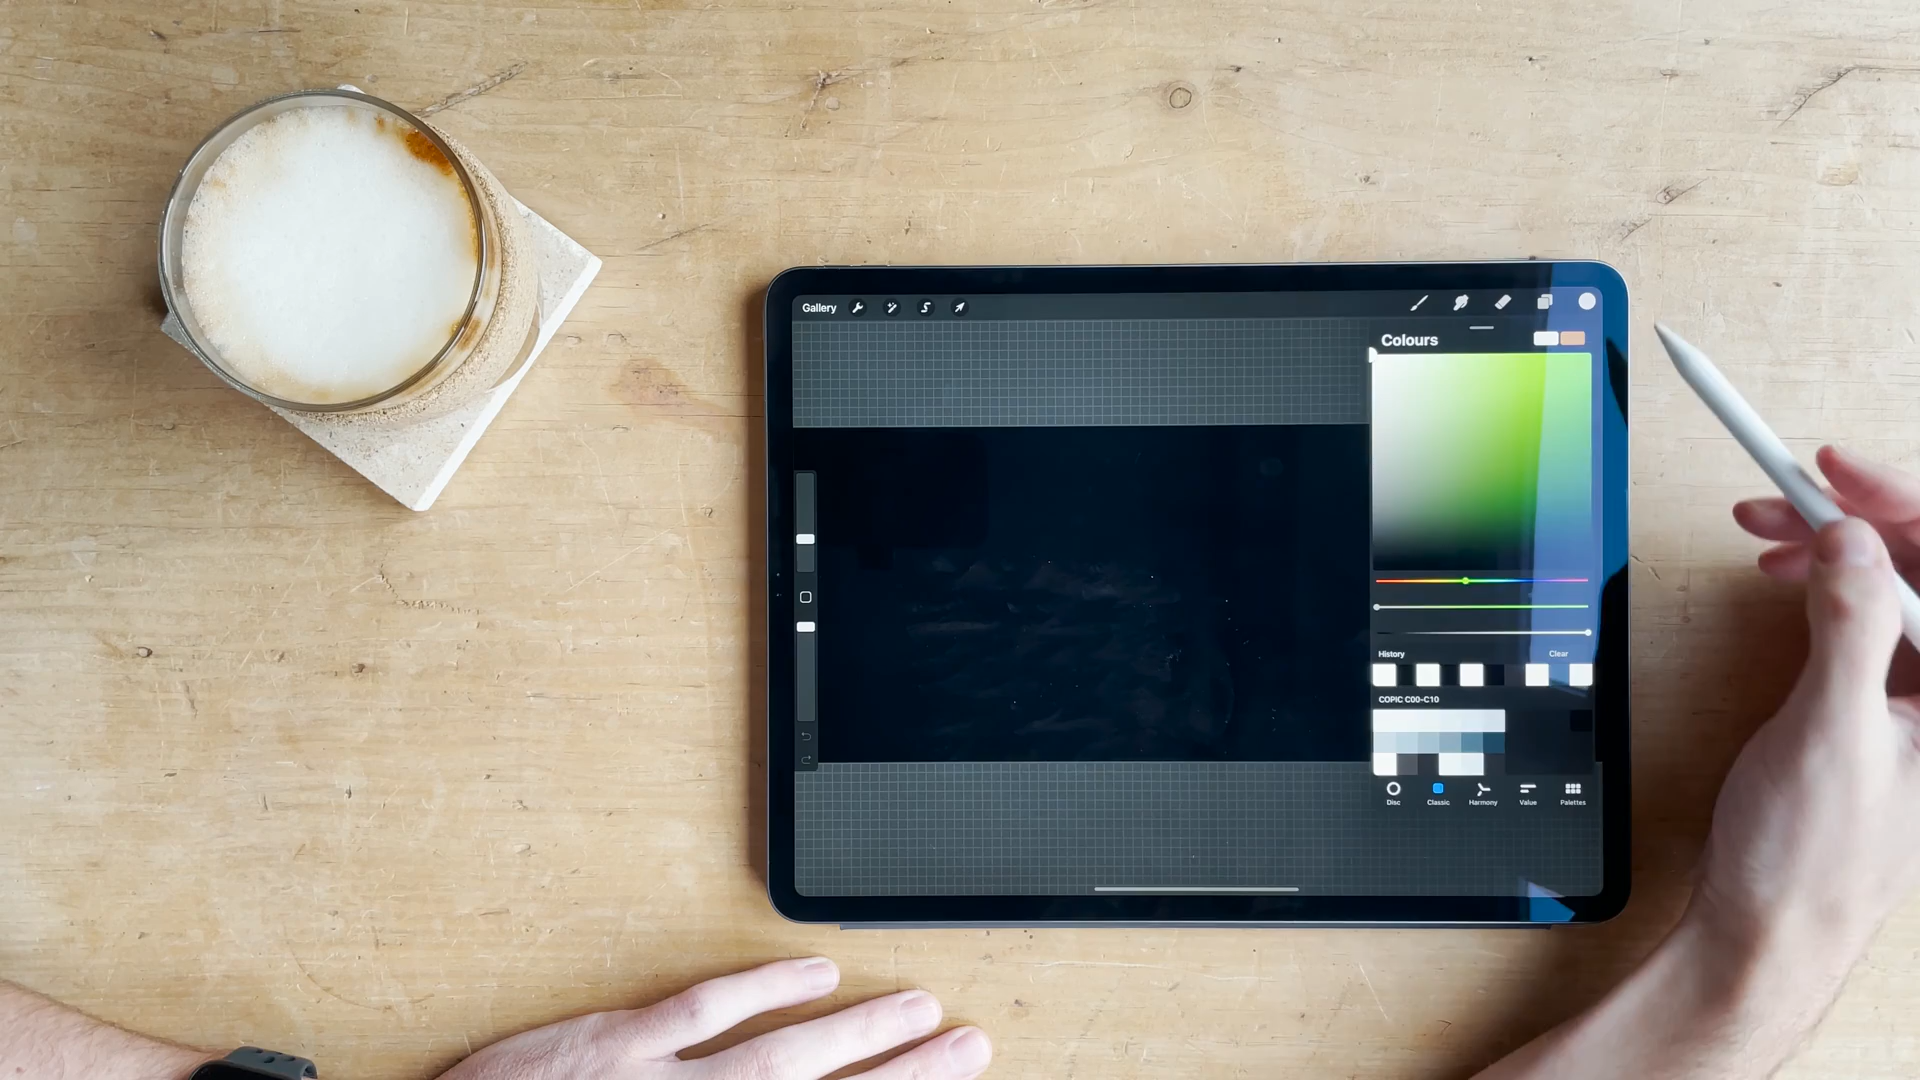 Gallery
Colours
History Clear
COPIC C00-C10
Disc Classic Harmony Value Palettes